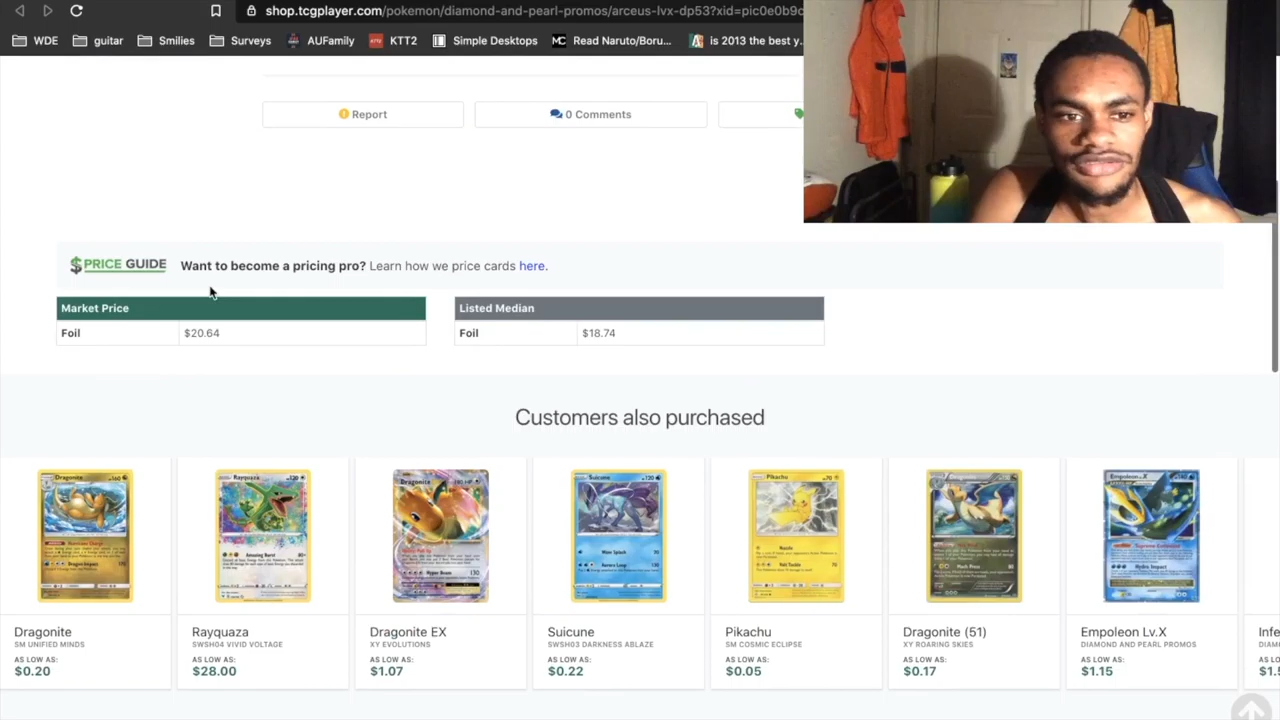 shop.tcgplayer.com/pokemon/diamond-and-pearl-promos/arceus-lvx-dp53?xid=pic0e0b9c
WDE guitar Smilies Surveys AUFamily KTT2 Simple Desktops Read Naruto/Boru... is 2013 the best y...
Report 0 Comments
PRICE GUIDE Want to become a pricing pro? Learn how we price cards here.
Market Price Listed Median
Foil $20.64 Foil $18.74
Customers also purchased
Dragonite Rayquaza Dragonite EX Suicune Pikachu Dragonite (51) Empoleon Lv.X Infe
SM UNIFIED MINDS SWSH04 VIVID VOLTAGE XY EVOLUTIONS SWSH03 DARKNESS ABLAZE SM COSMIC ECLIPSE XY ROARING SKIES DIAMOND AND PEARL PROMOS
AS LOW AS: AS LOW AS: AS LOW AS: AS LOW AS: AS LOW AS: AS LOW AS: AS LOW AS:
$0.20 $28.00 $1.07 $0.22 $0.05 $0.17 $1.15